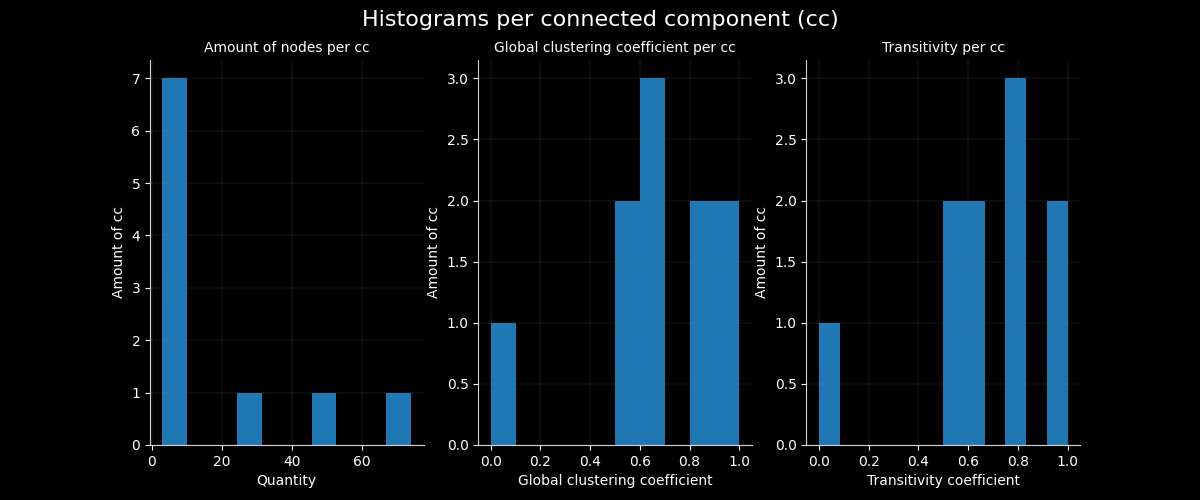 Histograms per connected component (cc)
Amount of nodes per cc
Amount of cc
7
6
5
4
3
2
1
0
0 20 40 60
Quantity
Global clustering coefficient per cc
Amount of cc
3.0
2.5
2.0
1.5
1.0
0.5
0.0
0.0 0.2 0.4 0.6 0.8 1.0
Global clustering coefficient
Transitivity per cc
Amount of cc
3.0
2.5
2.0
1.5
1.0
0.5
0.0
0.0 0.2 0.4 0.6 0.8 1.0
Transitivity coefficient